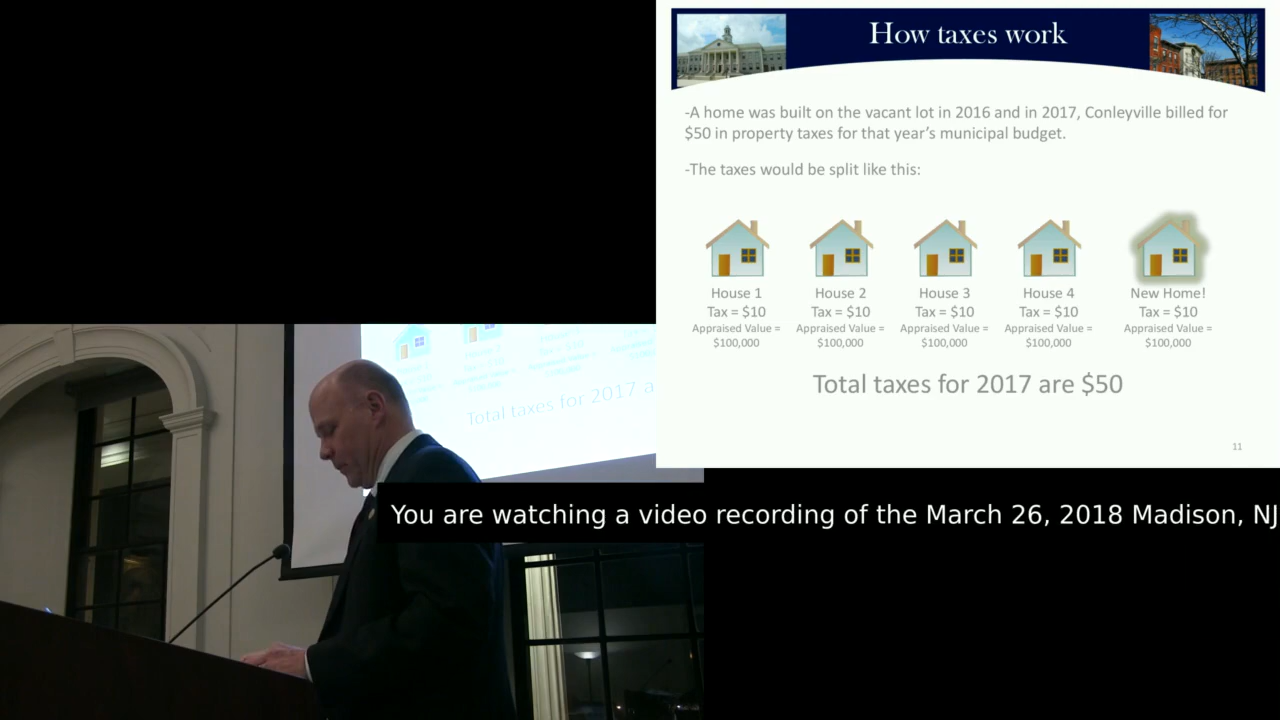 How taxes work
-A home was built on the vacant lot in 2016 and in 2017, Conleyville billed for
$50 in property taxes for that year’s municipal budget.
-The taxes would be split like this:
House 1 House 2 House 3 House 4 New Home!
Tax = $10 Tax = $10 Tax = $10 Tax = $10 Tax = $10
Appraised Value = Appraised Value = Appraised Value = Appraised Value = Appraised Value =
$100,000 $100,000 $100,000 $100,000 $100,000
Total taxes for 2017 are $50
11
Total taxes for 2017 a
You are watching a video recording of the March 26, 2018 Madison, NJ